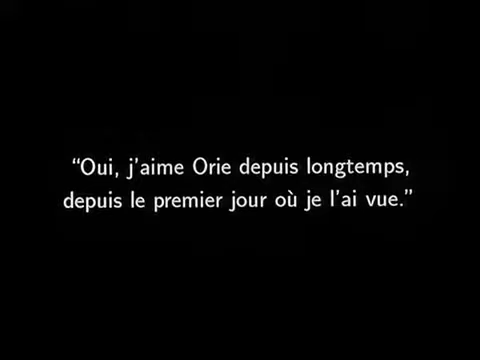 “Oui, j’aime Orie depuis longtemps,
depuis le premier jour où je l’ai vue.”